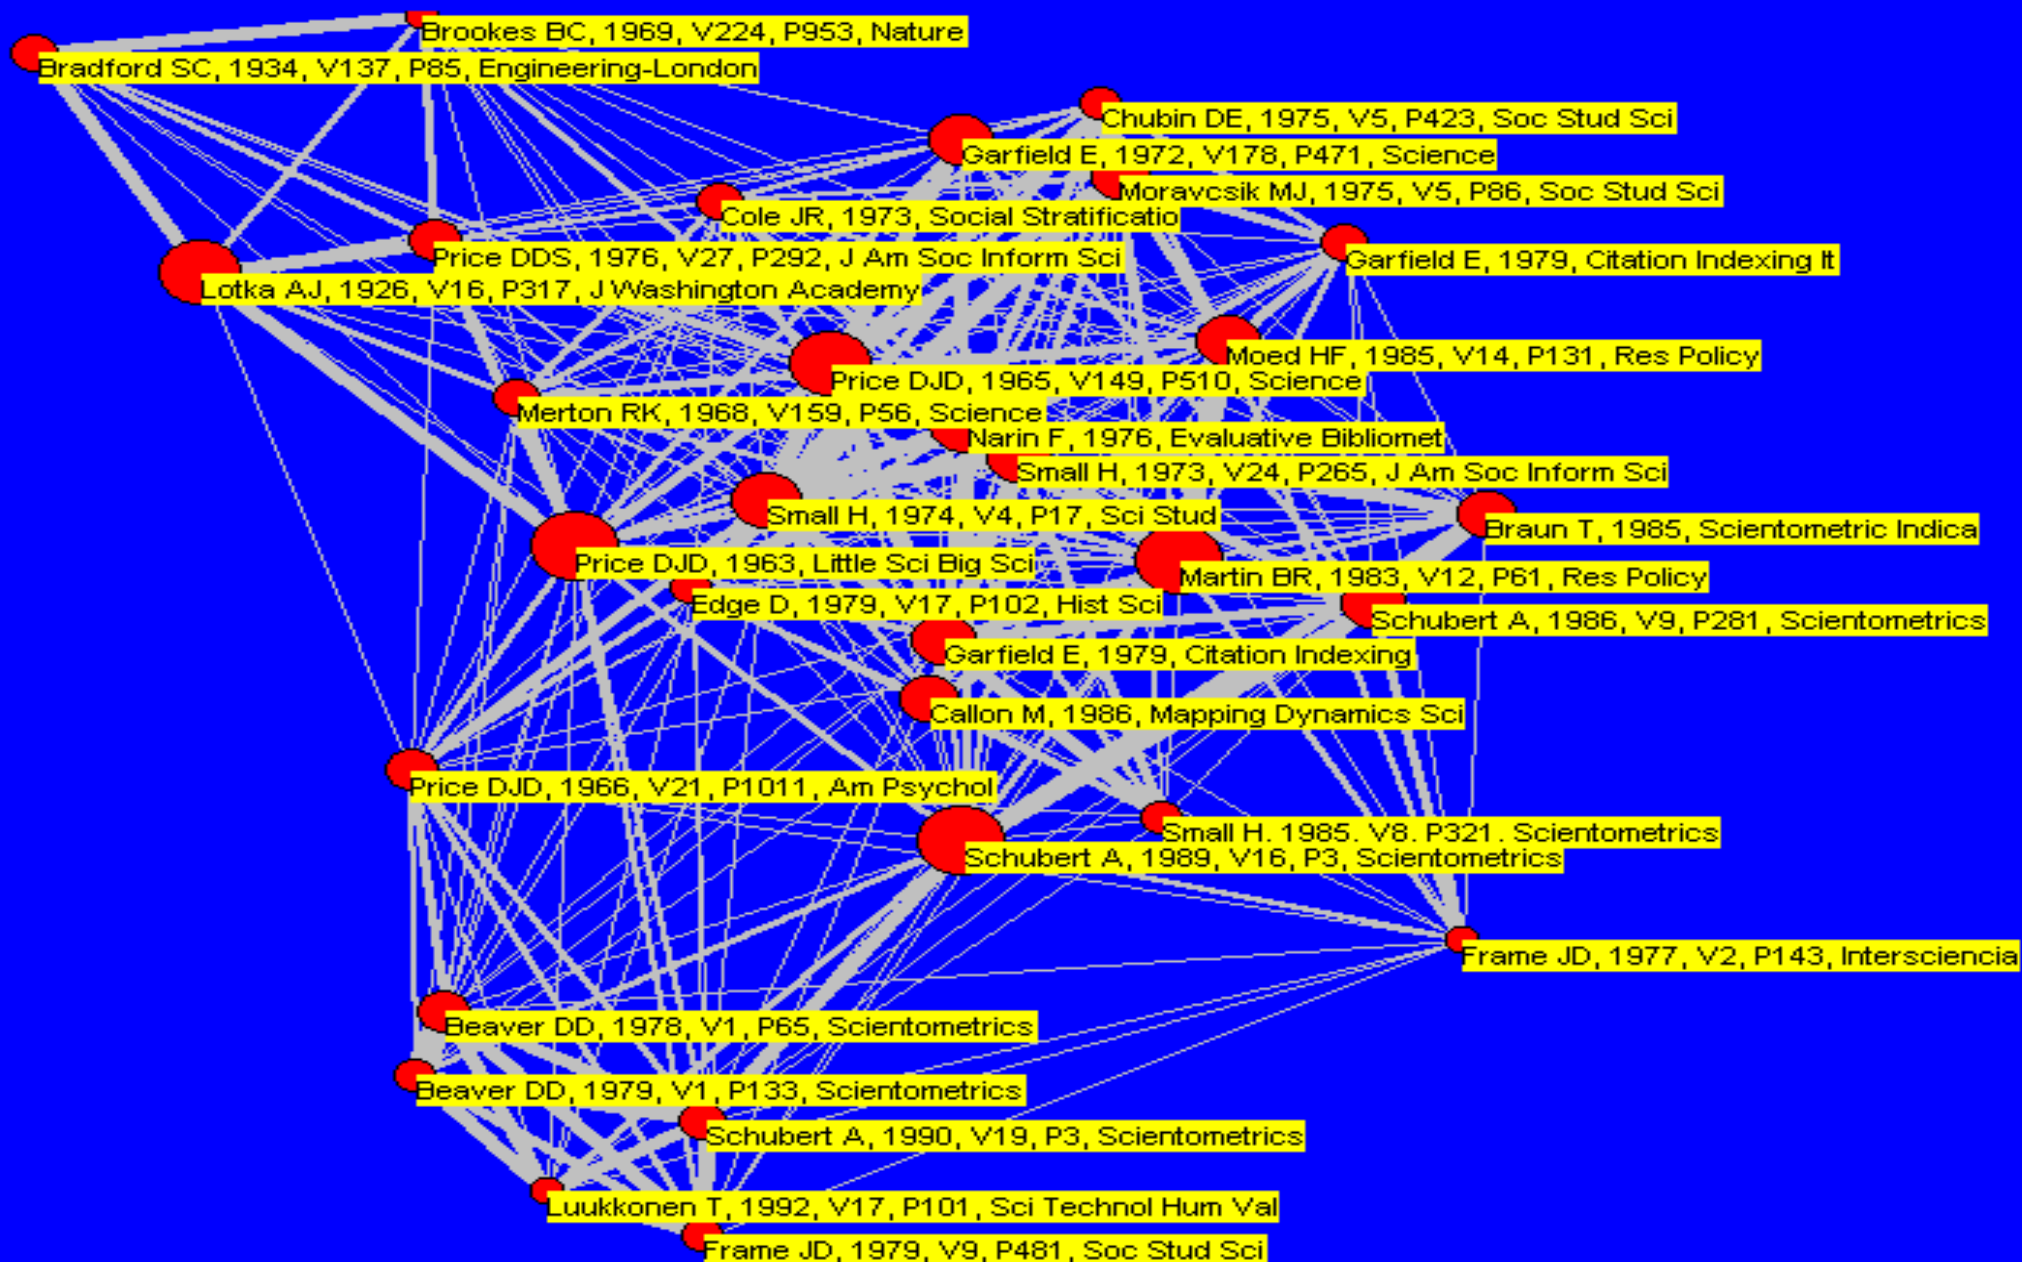 Brookes BC, 1969, V224, P953, Nature
Bradford SC, 1934, V137, P85, Engineering-London
Chubin DE, 1975, V5, P423, Soc Stud Sci
Garfield E, 1972, V178, P471, Science
Moravcsik MJ, 1975, V5, P86, Soc Stud Sci
Cole JR, 1973, Social Stratificatio
Price DDS, 1976, V27, P292, J Am Soc Inform Sci
Garfield E, 1979, Citation Indexing It
Lotka AJ, 1926, V16, P317, J Washington Academy
Moed HF, 1985, V14, P131, Res Policy
Price DJD, 1965, V149, P510, Science
Merton RK, 1968, V159, P56, Science
Narin F, 1976, Evaluative Bibliomet
Small H, 1973, V24, P265, J Am Soc Inform Sci
Small H, 1974, V4, P17, Sci Stud
Braun T, 1985, Scientometric Indica
Price DJD, 1963, Little Sci Big Sci
Martin BR, 1983, V12, P61, Res Policy
Edge D, 1979, V17, P102, Hist Sci
Schubert A, 1986, V9, P281, Scientometrics
Garfield E, 1979, Citation Indexing
Callon M, 1986, Mapping Dynamics Sci
Price DJD, 1966, V21, P1011, Am Psychol
Small H. 1985. V8. P321. Scientometrics
Schubert A, 1989, V16, P3, Scientometrics
Frame JD, 1977, V2, P143, Intersciencia
Beaver DD, 1978, V1, P65, Scientometrics
Beaver DD, 1979, V1, P133, Scientometrics
Schubert A, 1990, V19, P3, Scientometrics
Luukkonen T, 1992, V17, P101, Sci Technol Hum Val
Frame JD, 1979, V9, P481, Soc Stud Sci